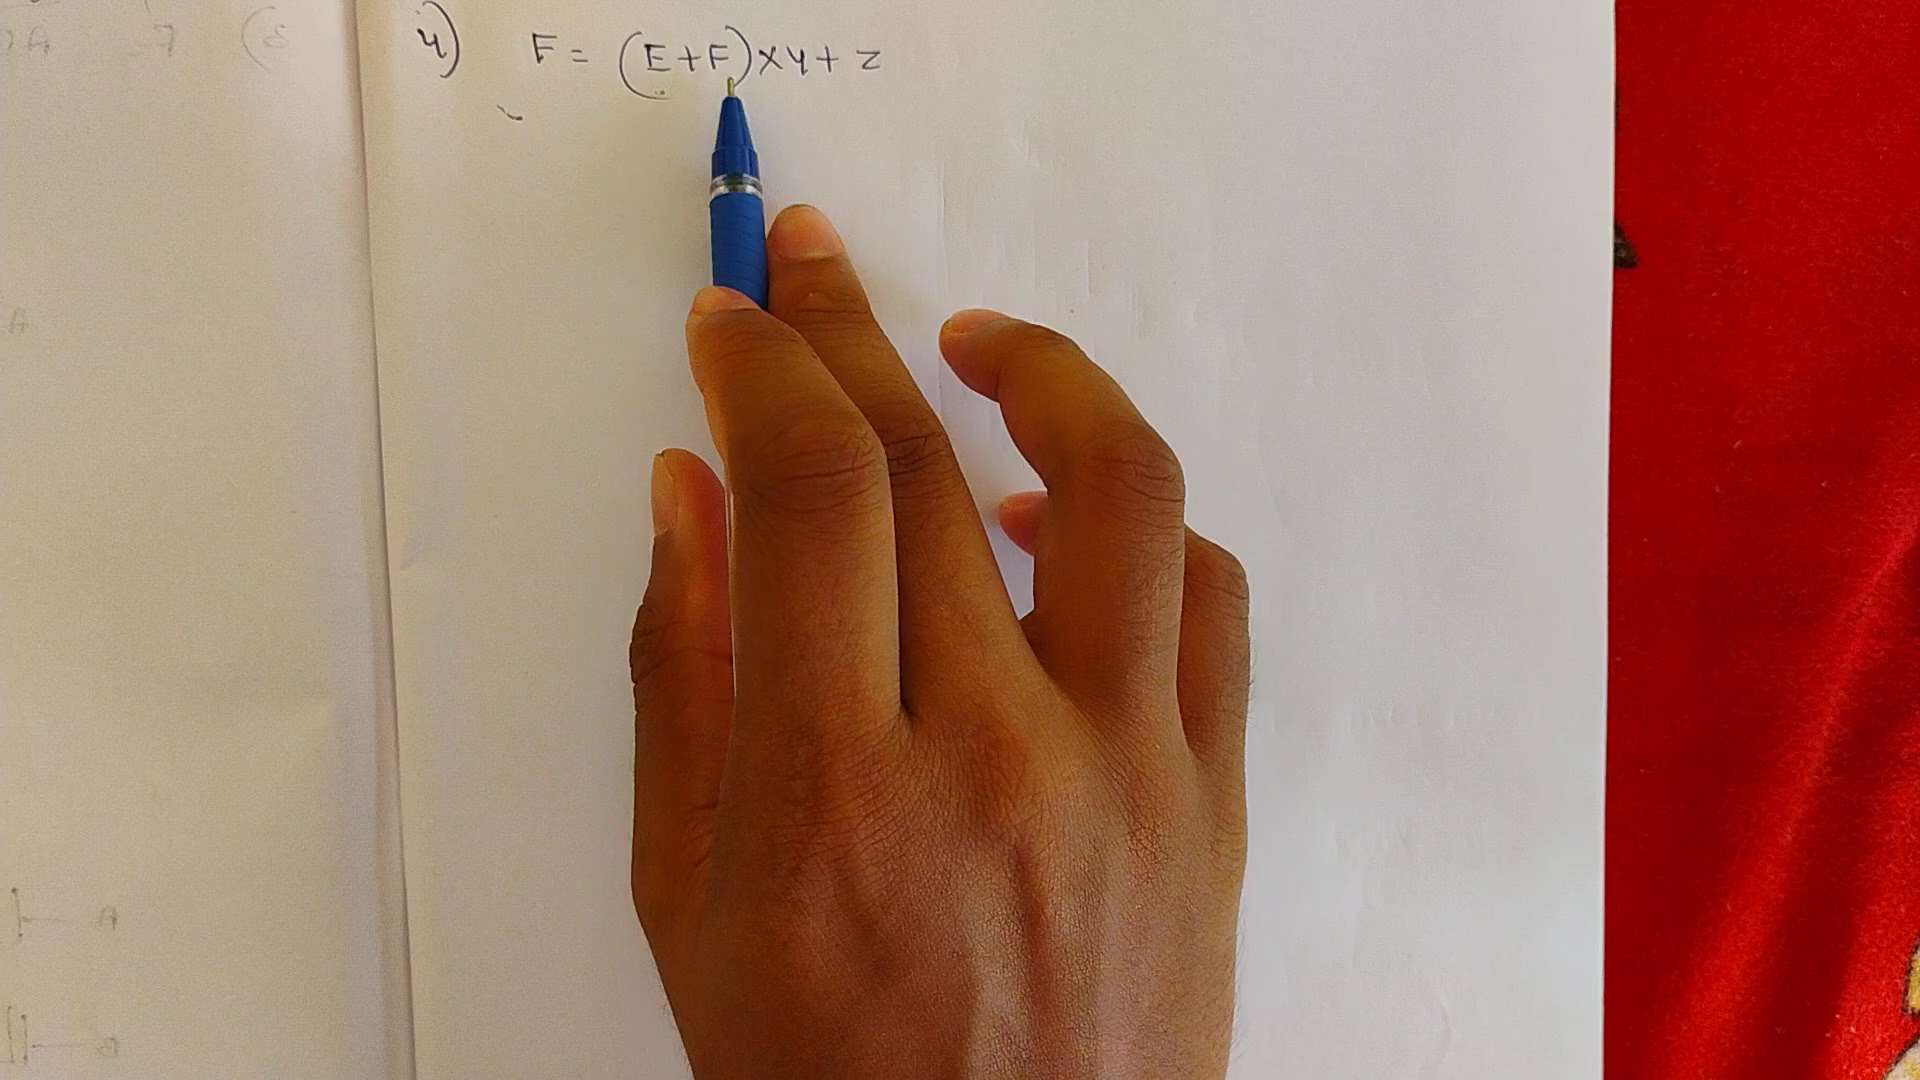 4) F = (E+F)xy+z